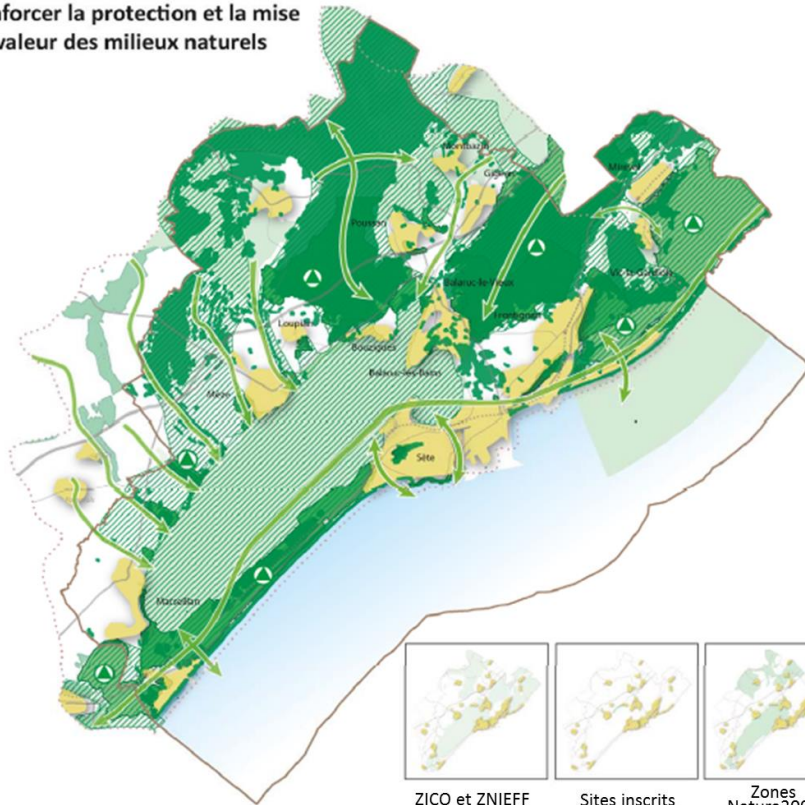 nforcer la protection et la mise
valeur des milieux naturels
Montbazin
Gigean
Mireval
Poussan
Vic-la-Gardiole
Balaruc-le-Vieux
Frontignan
Loupian
Bouzigues
Balaruc-les-Bains
Mèze
Sète
Marseillan
ZICO et ZNIEFF
Sites inscrits
Zones